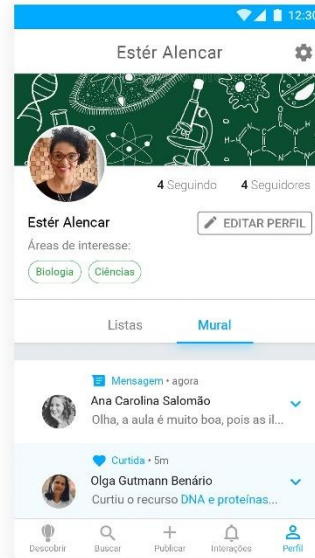 12:30
Estér Alencar
4 Seguindo 4 Seguidores
Estér Alencar
EDITAR PERFIL
Áreas de interesse:
Biologia Ciências
Listas Mural
Mensagem • agora
Ana Carolina Salomão
Olha, a aula é muito boa, pois as il...
Curtida • 5m
Olga Gutmann Benário
Curtiu o recurso DNA e proteínas...
Descobrir Buscar Publicar Interações Perfil